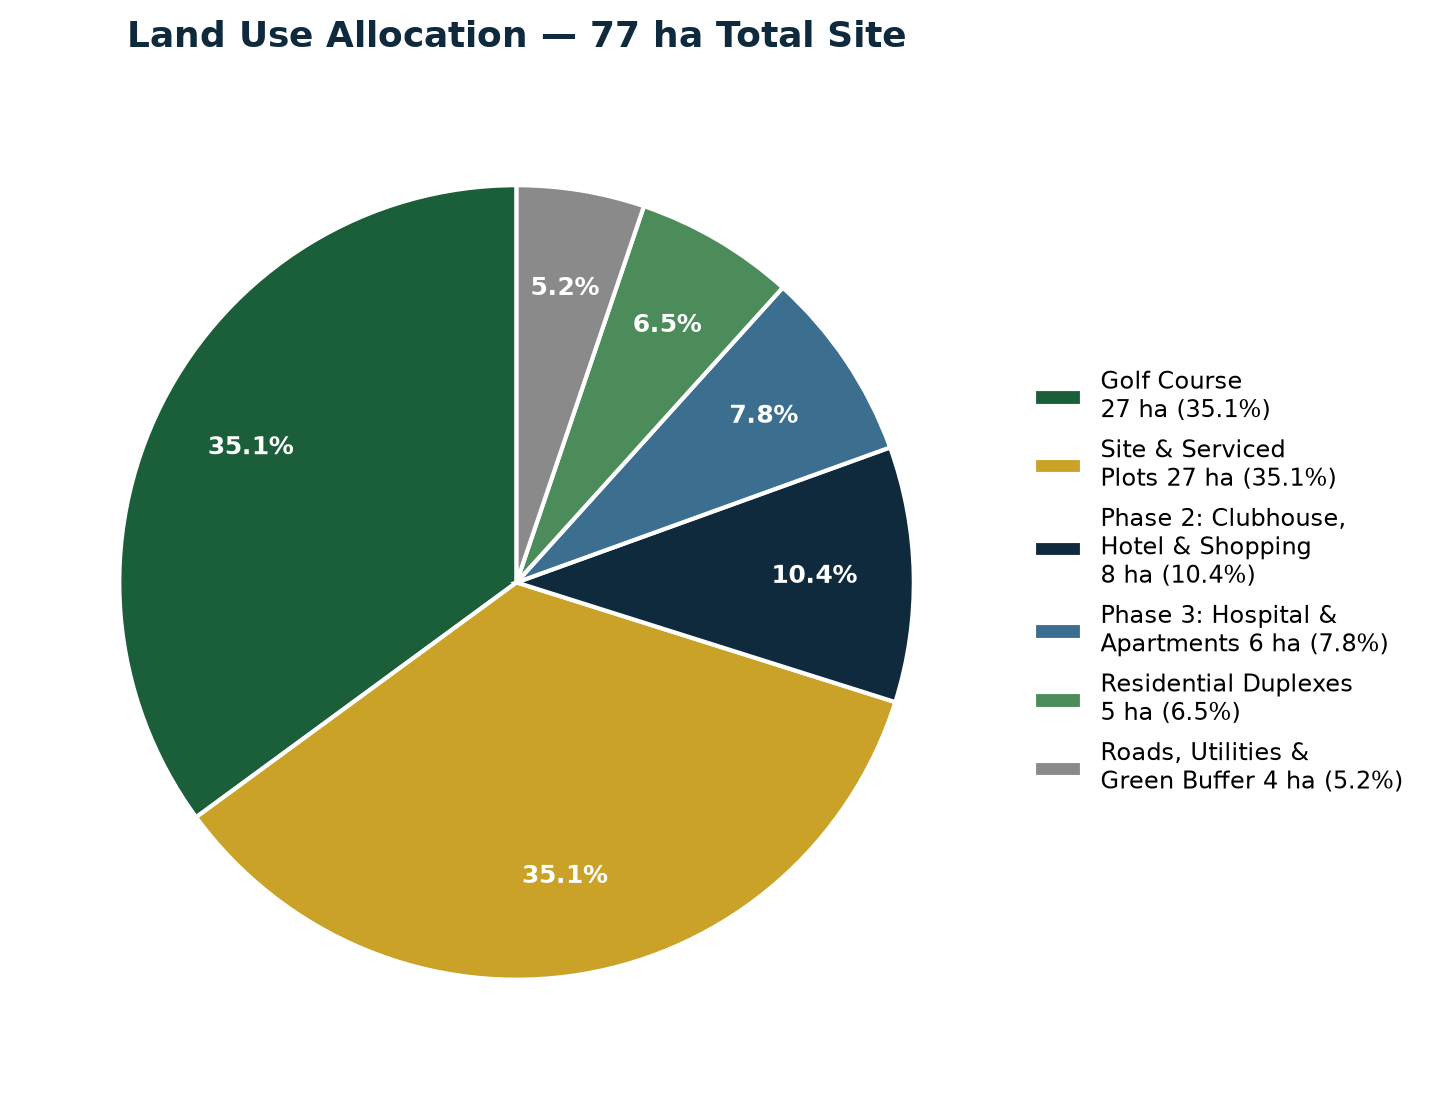 Land Use Allocation — 77 ha Total Site
5.2%
6.5%
7.8%
35.1%
10.4%
35.1%
Golf Course
27 ha (35.1%)
Site & Serviced
Plots 27 ha (35.1%)
Phase 2: Clubhouse,
Hotel & Shopping
8 ha (10.4%)
Phase 3: Hospital &
Apartments 6 ha (7.8%)
Residential Duplexes
5 ha (6.5%)
Roads, Utilities &
Green Buffer 4 ha (5.2%)